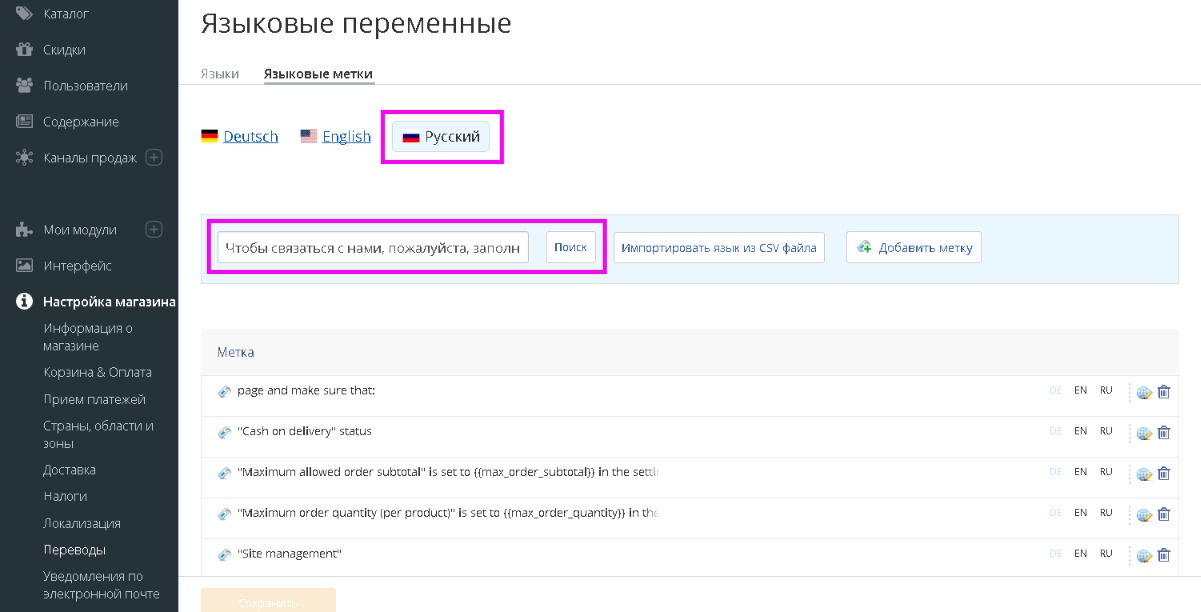 Каталог
Скидки
Пользователи
Содержание
Каналы продаж
Мои модули
Интерфейс
Настройка магазина
Информация о
магазине
Корзина & Оплата
Прием платежей
Страны, области и
зоны
Доставка
Налоги
Локализация
Переводы
Уведомления по
электронной почте
Языковые переменные
Языки Языковые метки
Deutsch English Русский
Чтобы связаться с нами, пожалуйста, заполн Поиск Импортировать язык из CSV файла Добавить метку
Метка
page and make sure that: DE EN RU
"Cash on delivery" status DE EN RU
"Maximum allowed order subtotal" is set to {{max_order_subtotal}} in the setti DE EN RU
"Maximum order quantity (per product)" is set to {{max_order_quantity}} in the DE EN RU
"Site management" DE EN RU
Сохранить